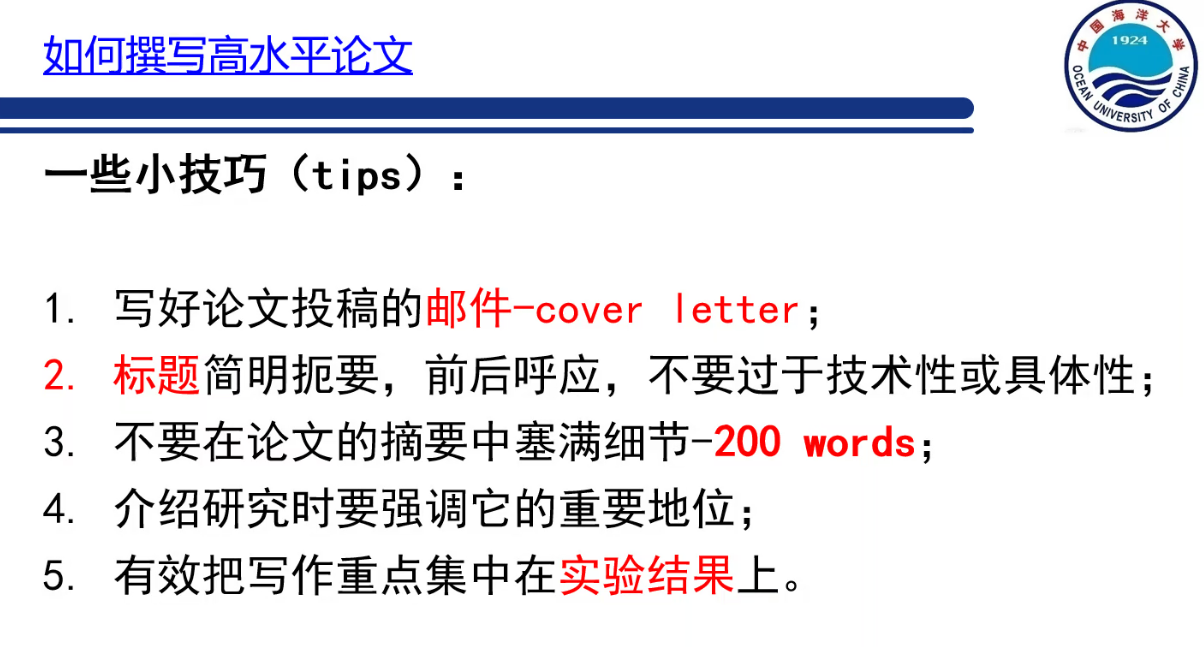 如何撰写高水平论文
中国海洋大学
1924
OCEAN UNIVERSITY OF CHINA
一些小技巧（tips）：
1. 写好论文投稿的邮件-cover letter；
2. 标题简明扼要，前后呼应，不要过于技术性或具体性；
3. 不要在论文的摘要中塞满细节-200 words；
4. 介绍研究时要强调它的重要地位；
5. 有效把写作重点集中在实验结果上。